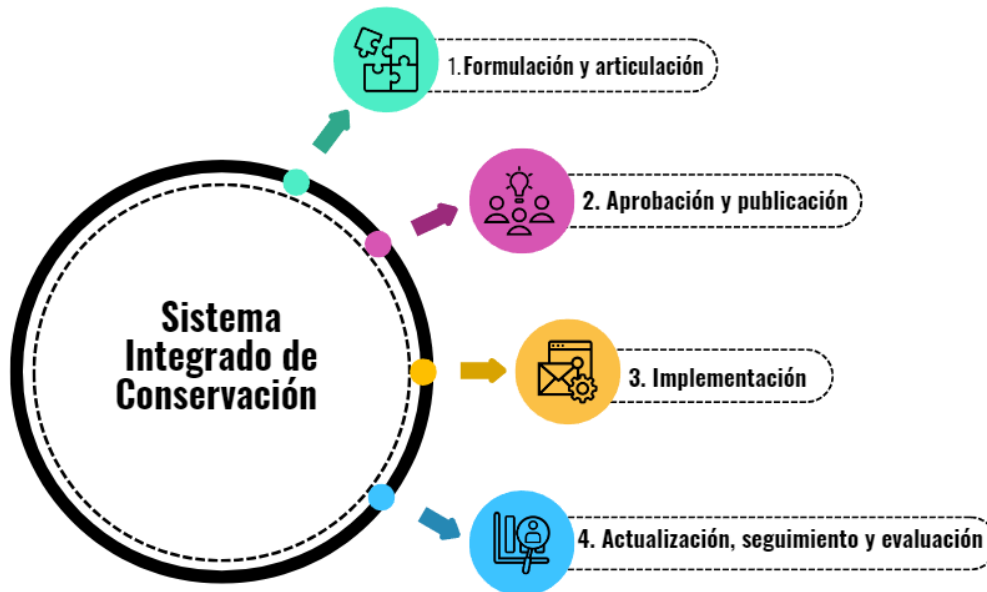 1. Formulación y articulación
2. Aprobación y publicación
Sistema
Integrado de
Conservación
3. Implementación
4. Actualización, seguimiento y evaluación